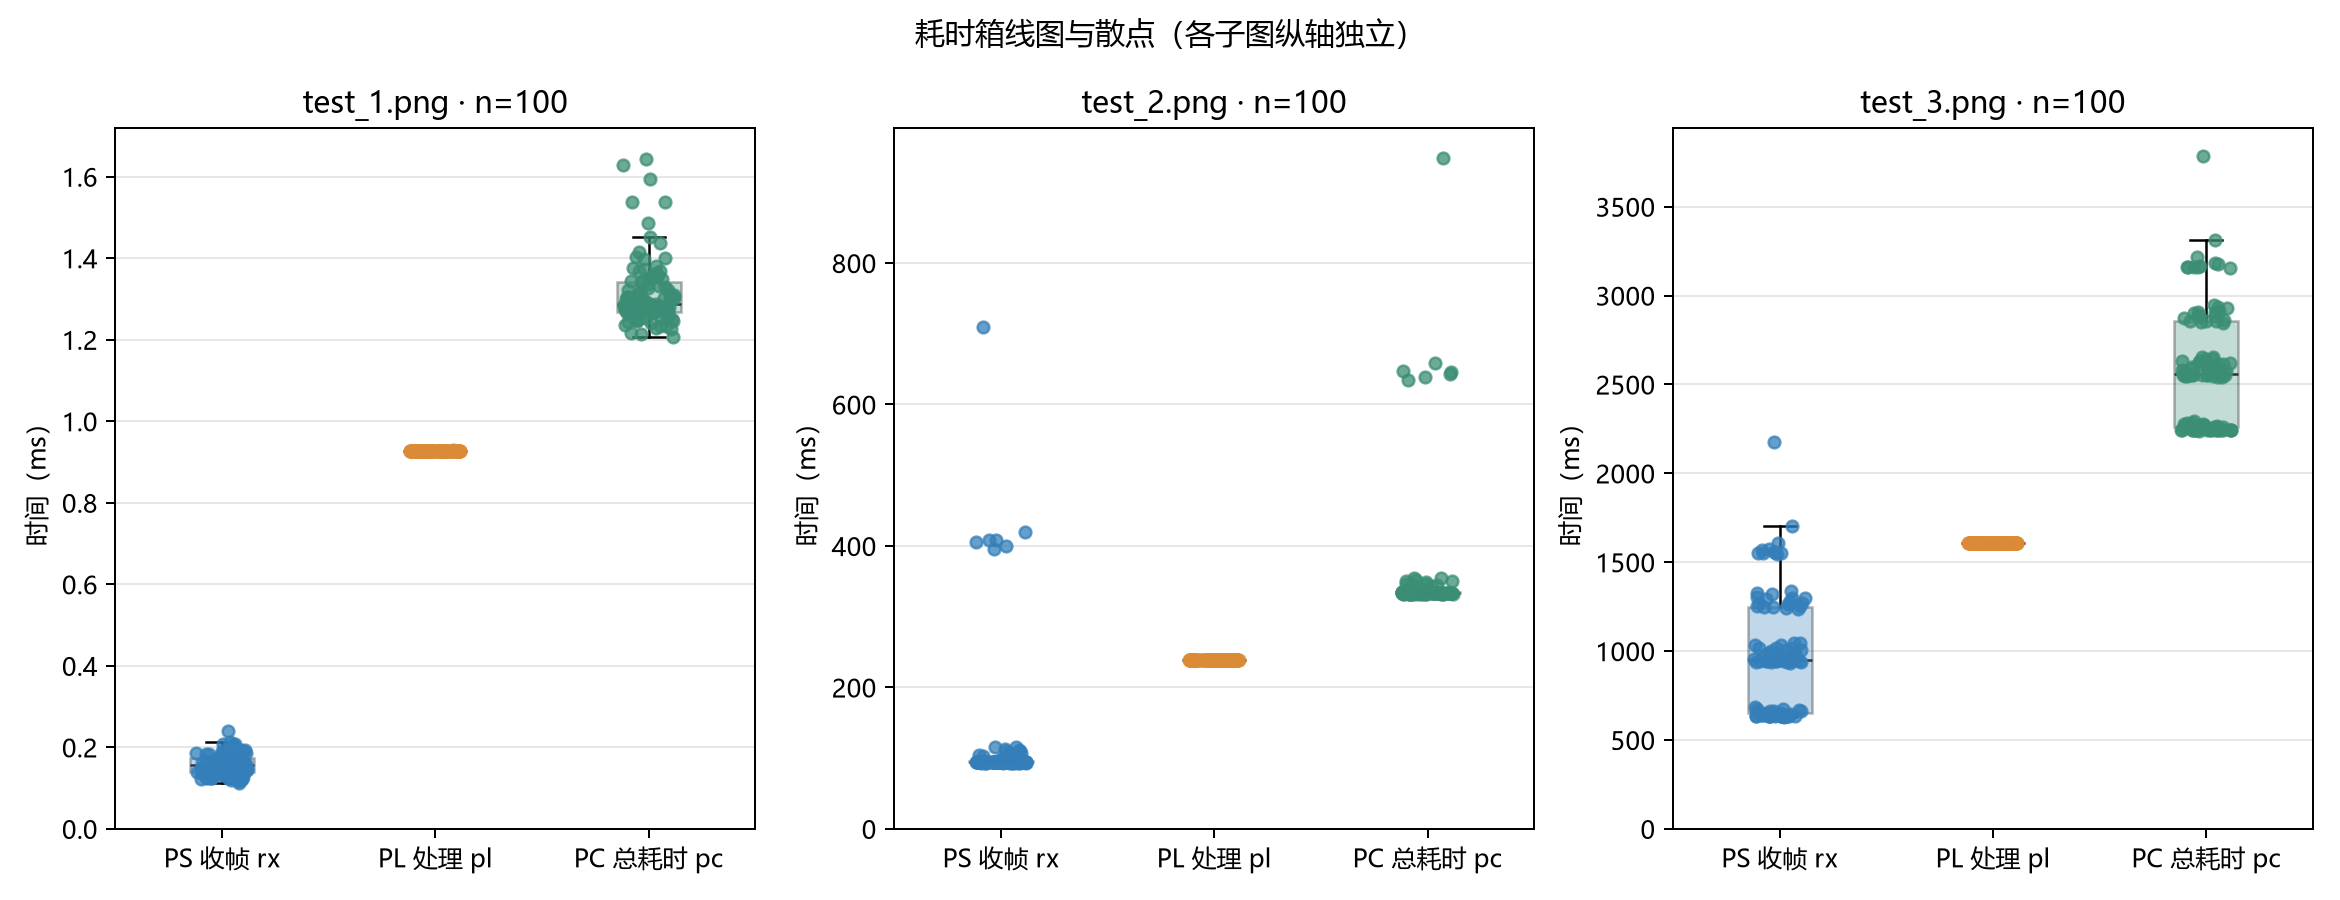 耗时箱线图与散点（各子图纵轴独立）
test_1.png · n=100
时间（ms）
1.6
1.4
1.2
1.0
0.8
0.6
0.4
0.2
0.0
PS 收帧 rx
PL 处理 pl
PC 总耗时 pc
test_2.png · n=100
时间（ms）
800
600
400
200
0
PS 收帧 rx
PL 处理 pl
PC 总耗时 pc
test_3.png · n=100
时间（ms）
3500
3000
2500
2000
1500
1000
500
0
PS 收帧 rx
PL 处理 pl
PC 总耗时 pc